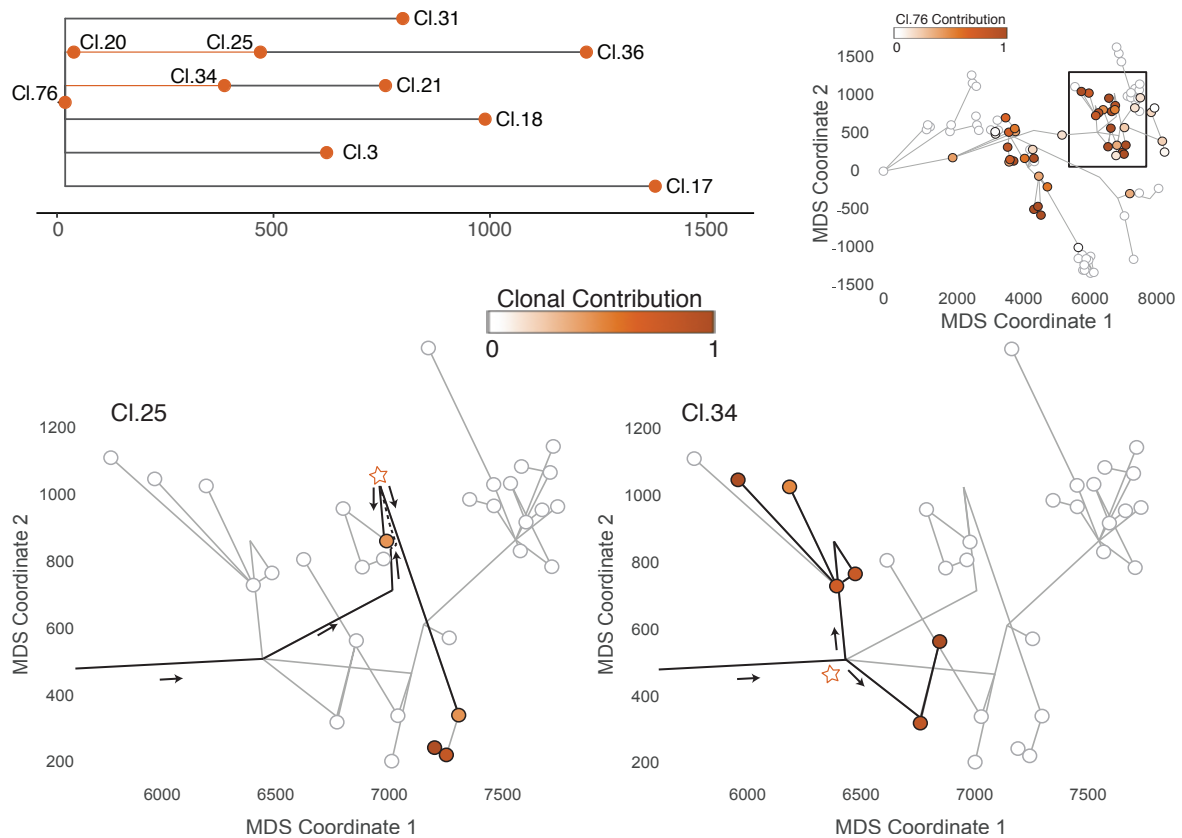 Cl.31
Cl.20
Cl.25
Cl.36
Cl.34
Cl.21
Cl.76
Cl.18
Cl.3
Cl.17
0
500
1000
1500
Cl.76 Contribution
0
1
MDS Coordinate 2
1500
1000
500
0
-500
-1000
-1500
0
2000
4000
6000
8000
MDS Coordinate 1
Clonal Contribution
0
1
Cl.25
MDS Coordinate 2
1200
1000
800
600
400
200
6000
6500
7000
7500
MDS Coordinate 1
Cl.34
MDS Coordinate 2
1200
1000
800
600
400
200
6000
6500
7000
7500
MDS Coordinate 1